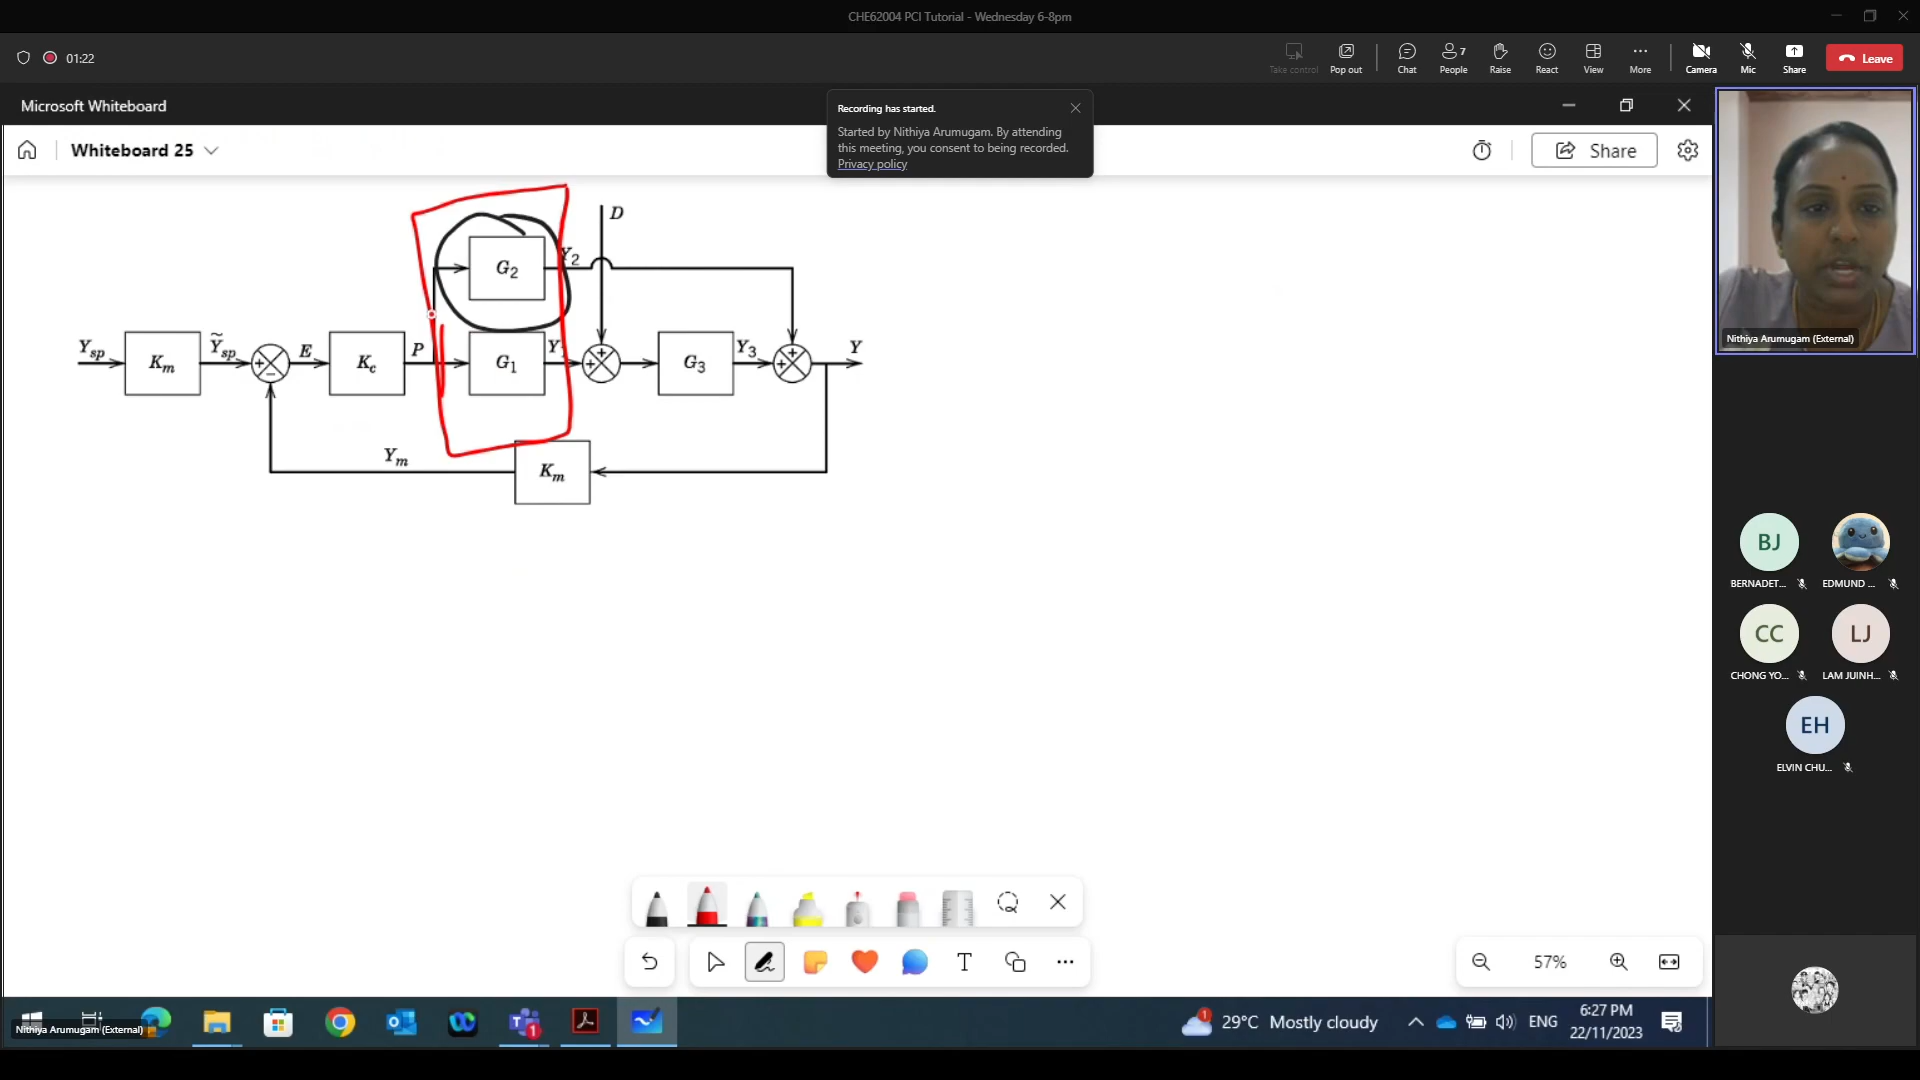 CHE62004 PCI Tutorial - Wednesday 6-8pm
01:22
Take control
Pop out
Chat
7
People
Raise
React
View
More
Camera
Mic
Share
Leave
Microsoft Whiteboard
Recording has started.
Started by Nithiya Arumugam. By attending
this meeting, you consent to being recorded.
Privacy policy
Whiteboard 25
Share
D
G2
Y2
Ysp
Km
Ỹsp
+
−
E
Kc
P
G1
+
+
G3
Y3
+
+
Y
Ym
Km
Nithiya Arumugam (External)
BJ
BERNADET...
EDMUND ...
CC
CHONG YO...
LJ
LAM JUINH...
EH
ELVIN CHU...
T
57%
Nithiya Arumugam (External)
1
1
29°C Mostly cloudy
ENG
6:27 PM
22/11/2023